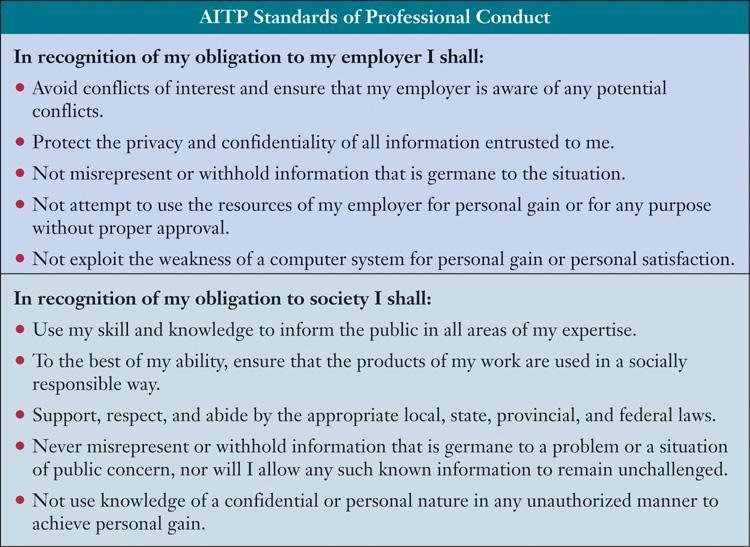 AITP Standards of Professional Conduct
In recognition of my obligation to my employer I shall:
● Avoid conflicts of interest and ensure that my employer is aware of any potential
conflicts.
● Protect the privacy and confidentiality of all information entrusted to me.
● Not misrepresent or withhold information that is germane to the situation.
● Not attempt to use the resources of my employer for personal gain or for any purpose
without proper approval.
● Not exploit the weakness of a computer system for personal gain or personal satisfaction.
In recognition of my obligation to society I shall:
● Use my skill and knowledge to inform the public in all areas of my expertise.
● To the best of my ability, ensure that the products of my work are used in a socially
responsible way.
● Support, respect, and abide by the appropriate local, state, provincial, and federal laws.
● Never misrepresent or withhold information that is germane to a problem or a situation
of public concern, nor will I allow any such known information to remain unchallenged.
● Not use knowledge of a confidential or personal nature in any unauthorized manner to
achieve personal gain.